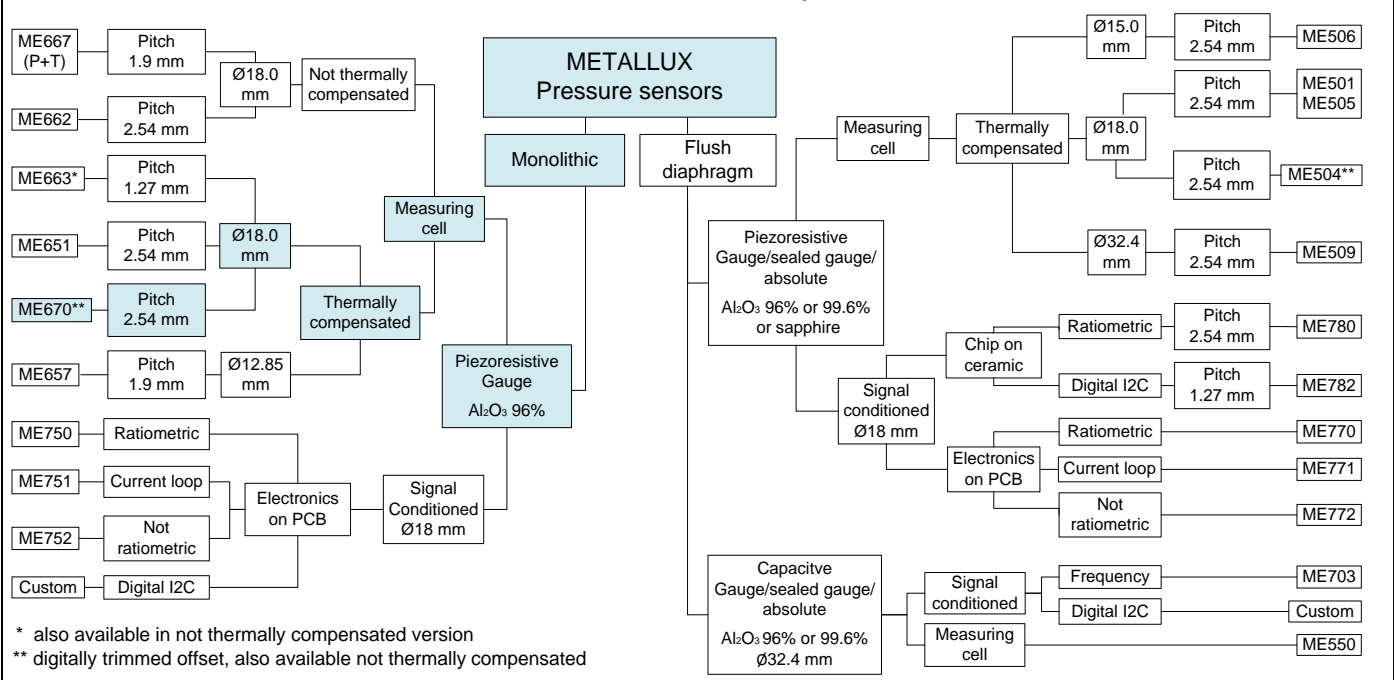 METALLUX
Pressure sensors
Monolithic
Flush
diaphragm
ME667
(P+T)
Pitch
1.9 mm
Ø18.0
mm
Not thermally
compensated
ME662
Pitch
2.54 mm
ME663*
Pitch
1.27 mm
ME651
Pitch
2.54 mm
Ø18.0
mm
Measuring
cell
ME670**
Pitch
2.54 mm
Thermally
compensated
ME657
Pitch
1.9 mm
Ø12.85
mm
Piezoresistive
Gauge
Al2O3 96%
ME750
Ratiometric
ME751
Current loop
Electronics
on PCB
Signal
Conditioned
Ø18 mm
ME752
Not
ratiometric
Custom
Digital I2C
* also available in not thermally compensated version
** digitally trimmed offset, also available not thermally compensated
Piezoresistive
Gauge/sealed gauge/
absolute
Al2O3 96% or 99.6%
or sapphire
Measuring
cell
Thermally
compensated
Ø15.0
mm
Pitch
2.54 mm
ME506
Ø18.0
mm
Pitch
2.54 mm
ME501
ME505
Pitch
2.54 mm
ME504**
Ø32.4
mm
Pitch
2.54 mm
ME509
Signal
conditioned
Ø18 mm
Chip on
ceramic
Ratiometric
Pitch
2.54 mm
ME780
Digital I2C
Pitch
1.27 mm
ME782
Electronics
on PCB
Ratiometric
ME770
Current loop
ME771
Not
ratiometric
ME772
Capacitve
Gauge/sealed gauge/
absolute
Al2O3 96% or 99.6%
Ø32.4 mm
Signal
conditioned
Frequency
ME703
Digital I2C
Custom
Measuring
cell
ME550